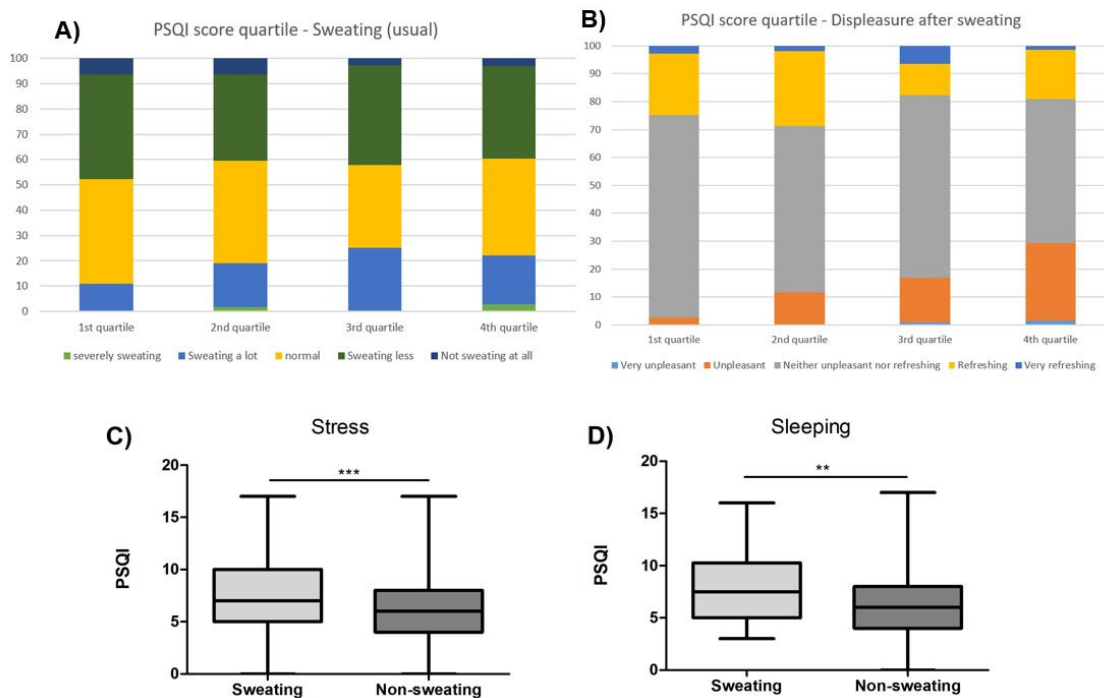 A)
PSQI score quartile - Sweating (usual)
100
90
80
70
60
50
40
30
20
10
0
1st quartile 2nd quartile 3rd quartile 4th quartile
severely sweating Sweating a lot normal Sweating less Not sweating at all
B)
PSQI score quartile - Displeasure after sweating
100
90
80
70
60
50
40
30
20
10
0
1st quartile 2nd quartile 3rd quartile 4th quartile
Very unpleasant Unpleasant Neither unpleasant nor refreshing Refreshing Very refreshing
C)
Stress
***
20
15
10
5
0
PSQI
Sweating Non-sweating
D)
Sleeping
**
20
15
10
5
0
PSQI
Sweating Non-sweating